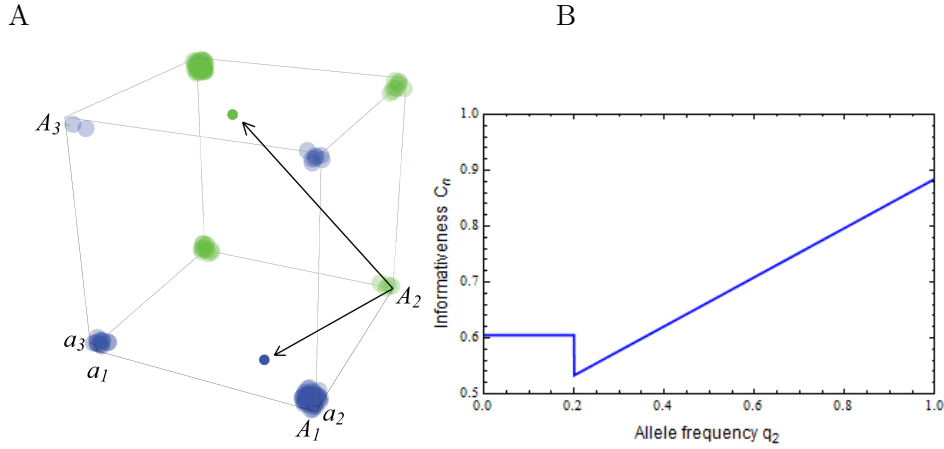 A
B
A₃
A₂
a₃
a₁
a₂
A₁
1.0
0.9
0.8
0.7
0.6
0.5
Informativeness Cₙ
0.0 0.2 0.4 0.6 0.8 1.0
Allele frequency q₂